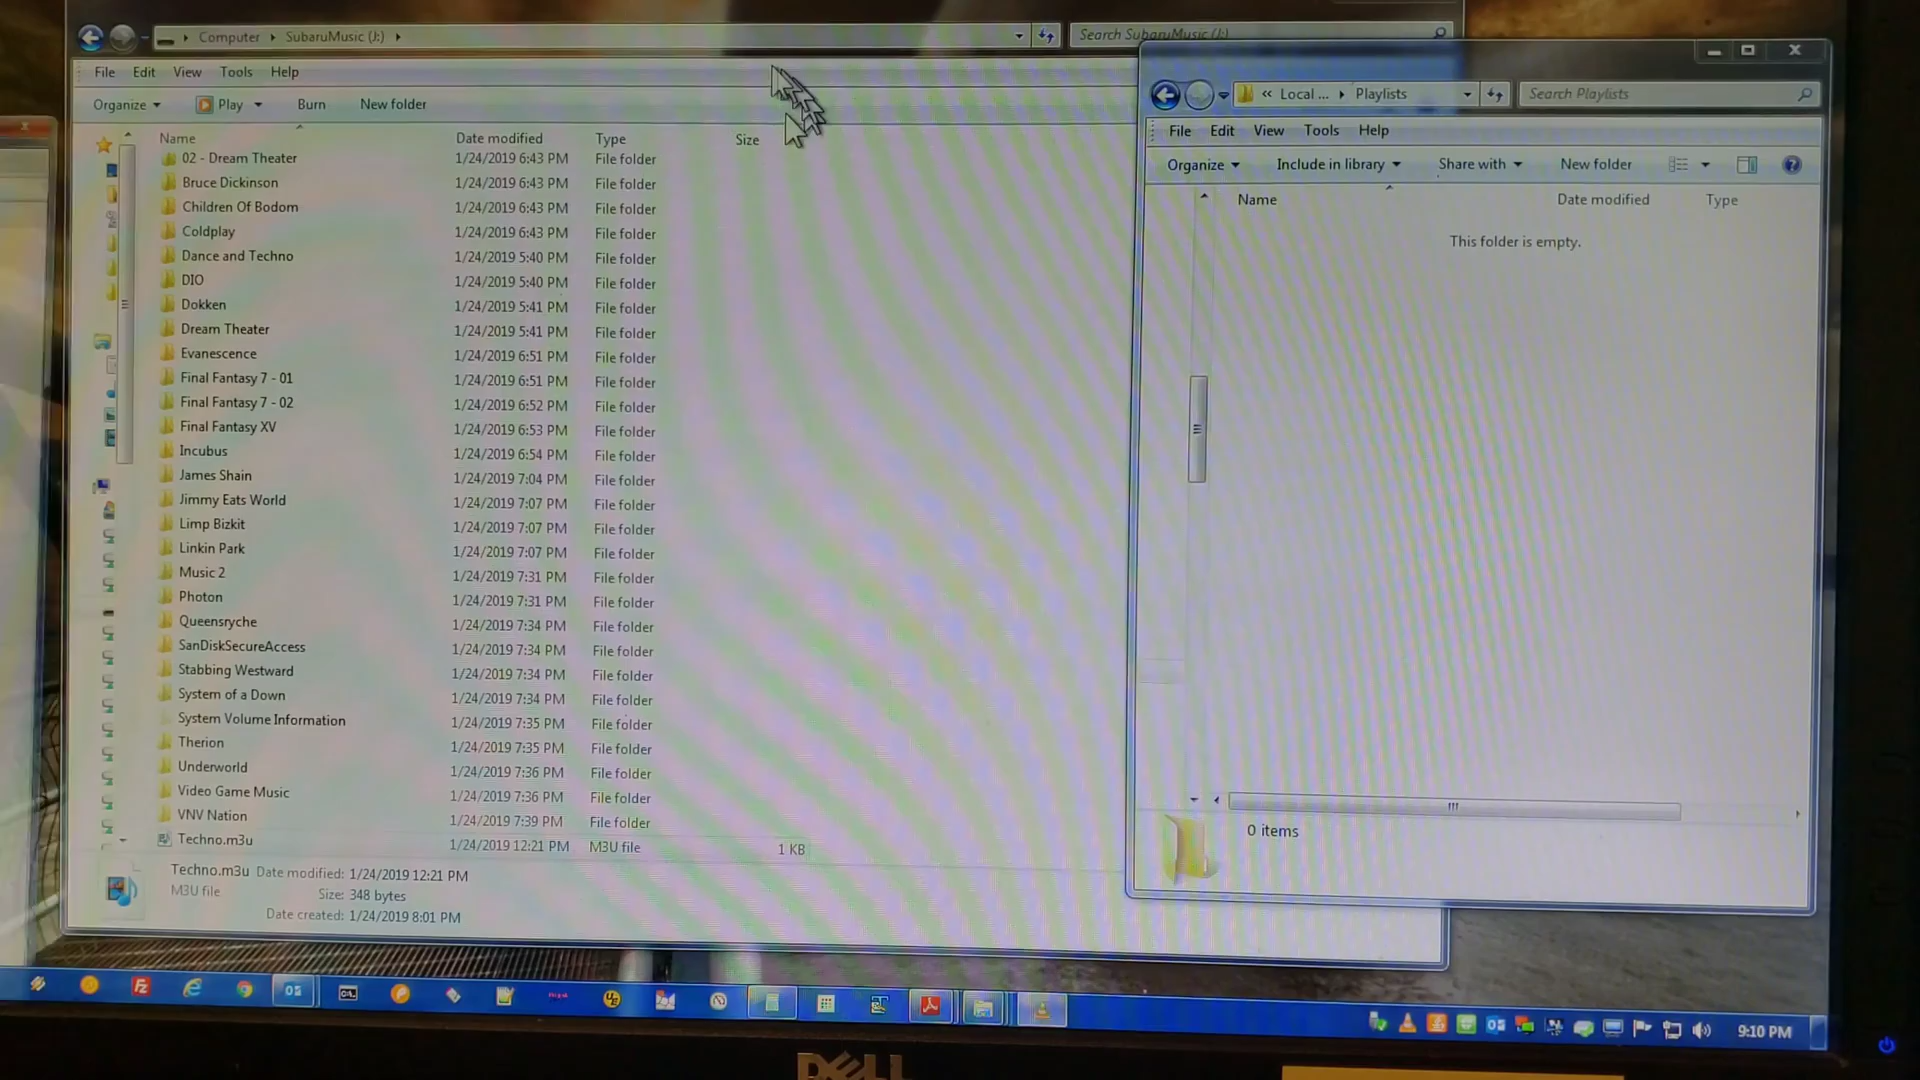 Computer SubaruMusic (J:)
Search SubaruMusic (J:)
File Edit View Tools Help
Organize Play Burn New folder
Name Date modified Type Size
02 - Dream Theater 1/24/2019 6:43 PM File folder
Bruce Dickinson 1/24/2019 6:43 PM File folder
Children Of Bodom 1/24/2019 6:43 PM File folder
Coldplay 1/24/2019 6:43 PM File folder
Dance and Techno 1/24/2019 5:40 PM File folder
DIO 1/24/2019 5:40 PM File folder
Dokken 1/24/2019 5:41 PM File folder
Dream Theater 1/24/2019 5:41 PM File folder
Evanescence 1/24/2019 6:51 PM File folder
Final Fantasy 7 - 01 1/24/2019 6:51 PM File folder
Final Fantasy 7 - 02 1/24/2019 6:52 PM File folder
Final Fantasy XV 1/24/2019 6:53 PM File folder
Incubus 1/24/2019 6:54 PM File folder
James Shain 1/24/2019 7:04 PM File folder
Jimmy Eats World 1/24/2019 7:07 PM File folder
Limp Bizkit 1/24/2019 7:07 PM File folder
Linkin Park 1/24/2019 7:07 PM File folder
Music 2 1/24/2019 7:31 PM File folder
Photon 1/24/2019 7:31 PM File folder
Queensryche 1/24/2019 7:34 PM File folder
SanDiskSecureAccess 1/24/2019 7:34 PM File folder
Stabbing Westward 1/24/2019 7:34 PM File folder
System of a Down 1/24/2019 7:34 PM File folder
System Volume Information 1/24/2019 7:35 PM File folder
Therion 1/24/2019 7:35 PM File folder
Underworld 1/24/2019 7:36 PM File folder
Video Game Music 1/24/2019 7:36 PM File folder
VNV Nation 1/24/2019 7:39 PM File folder
Techno.m3u 1/24/2019 12:21 PM M3U file 1 KB
Techno.m3u Date modified: 1/24/2019 12:21 PM
M3U file Size: 348 bytes
Date created: 1/24/2019 8:01 PM
« Local ... Playlists
Search Playlists
File Edit View Tools Help
Organize Include in library Share with New folder
Name Date modified Type
This folder is empty.
0 items
9:10 PM
DELL